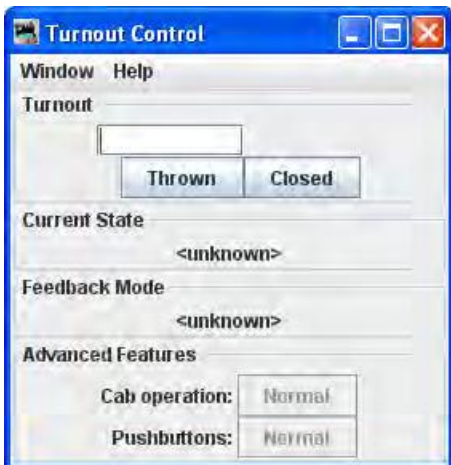 Turnout Control
Window Help
Turnout
Thrown Closed
Current State
<unknown>
Feedback Mode
<unknown>
Advanced Features
Cab operation: Normal
Pushbuttons: Normal